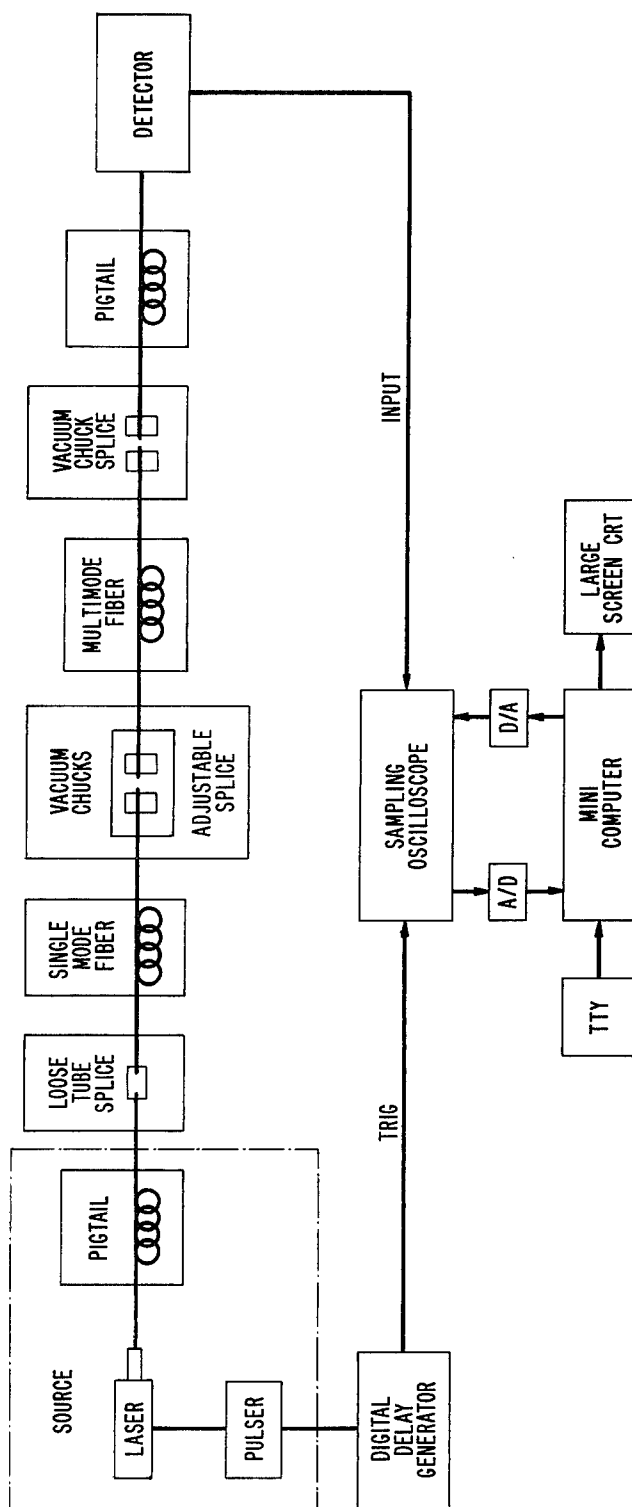 SOURCE
LASER
PULSER
PIGTAIL
LOOSE
TUBE
SPLICE
SINGLE
MODE
FIBER
VACUUM
CHUCKS
ADJUSTABLE
SPLICE
MULTIMODE
FIBER
VACUUM
CHUCK
SPLICE
PIGTAIL
DETECTOR
DIGITAL
DELAY
GENERATOR
TRIG
SAMPLING
OSCILLOSCOPE
INPUT
A/D
D/A
TTY
MINI
COMPUTER
LARGE
SCREEN CRT